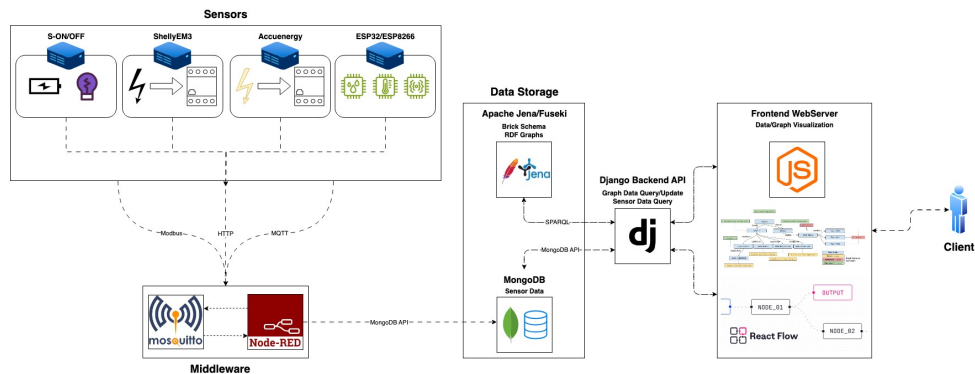 Sensors
S-ON/OFF
ShellyEM3
Accuenergy
ESP32/ESP8266
Modbus
HTTP
MQTT
mosquitto
Node-RED
Middleware
MongoDB API
Data Storage
Apache Jena/Fuseki
Brick Schema
RDF Graphs
Jena
SPARQL
MongoDB API
MongoDB
Sensor Data
Django Backend API
Graph Data Query/Update
Sensor Data Query
dj
Frontend WebServer
Data/Graph Visualization
JS
OUTPUT
NODE_01
NODE_02
React Flow
Client